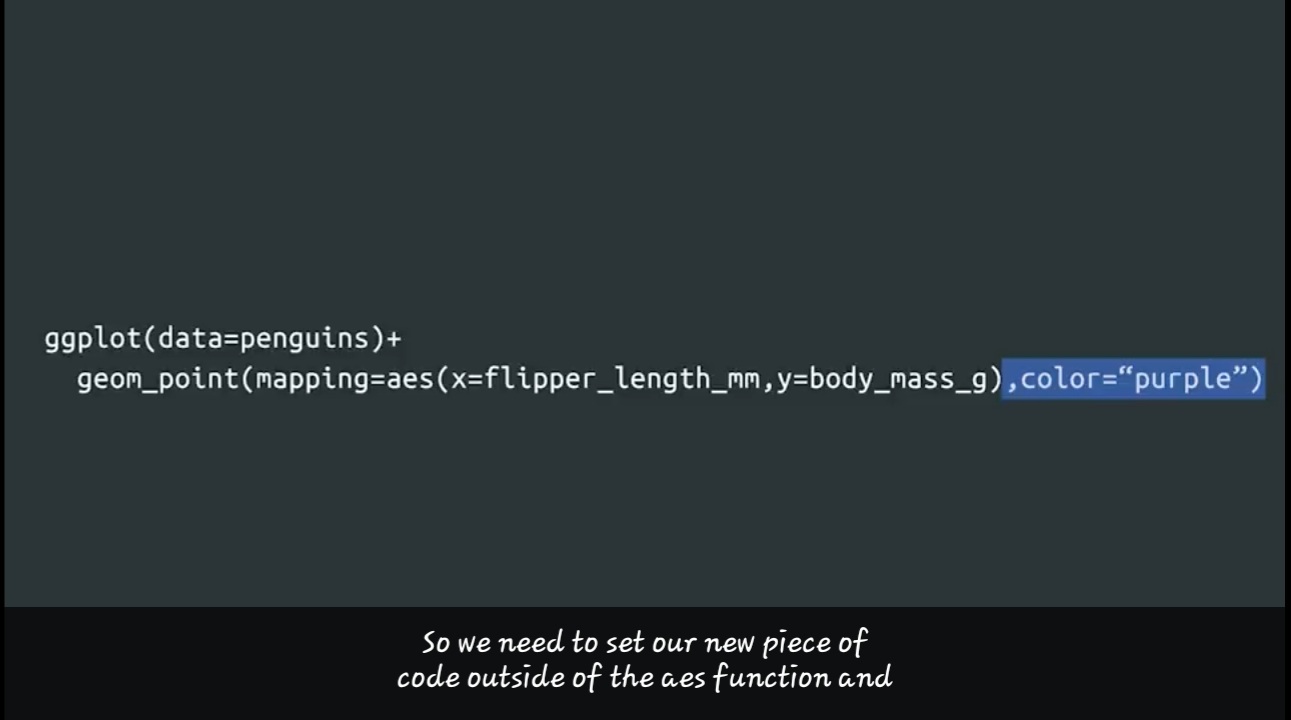 ggplot(data=penguins)+
geom_point(mapping=aes(x=flipper_length_mm,y=body_mass_g),color=“purple”)
So we need to set our new piece of
code outside of the aes function and